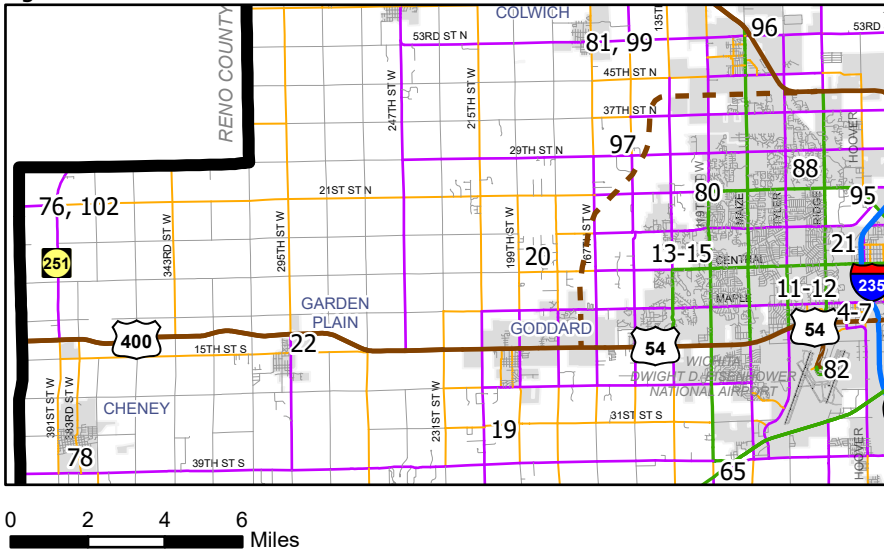 COLWICH
135TH
96
53RD ST N
81, 99
53RD
RENO COUNTY
247TH ST W
215TH ST W
45TH ST N
37TH ST N
29TH ST N
97
HOOVER
88
21ST ST N
76, 102
80
119TH ST W
MAIZE
TYLER
RIDGE
95
251
343RD ST W
295TH ST W
199TH ST W
20
167TH ST W
13-15
CENTRAL
21
235
MAPLE
11-12
GARDEN
PLAIN
GODDARD
4-7
400
22
54
54
15TH ST S
WICHITA
DWIGHT D EISENHOWER
NATIONAL AIRPORT
82
391ST ST W
383RD ST W
CHENEY
231ST ST W
19
31ST ST S
78
39TH ST S
65
HOOVER
0 2 4 6
Miles